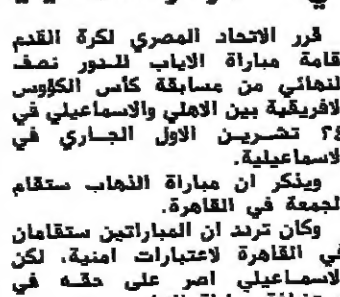 قرر الاتحاد المصري لكرة القدم
قامة مباراة الاياب للدور نصف
لنهائي من مسابقة كأس الكؤوس
لافريقية بين الاهلي والاسماعيلي في
٢٤ تشرين الاول الجاري في
لاسماعيلية.
ويذكر ان مباراة الذهاب ستقام
لجمعة في القاهرة.
وكان تردد ان المباراتين ستقامان
في القاهرة لاعتبارات امنية، لكن
لاسماعيلي اصر على حقه في